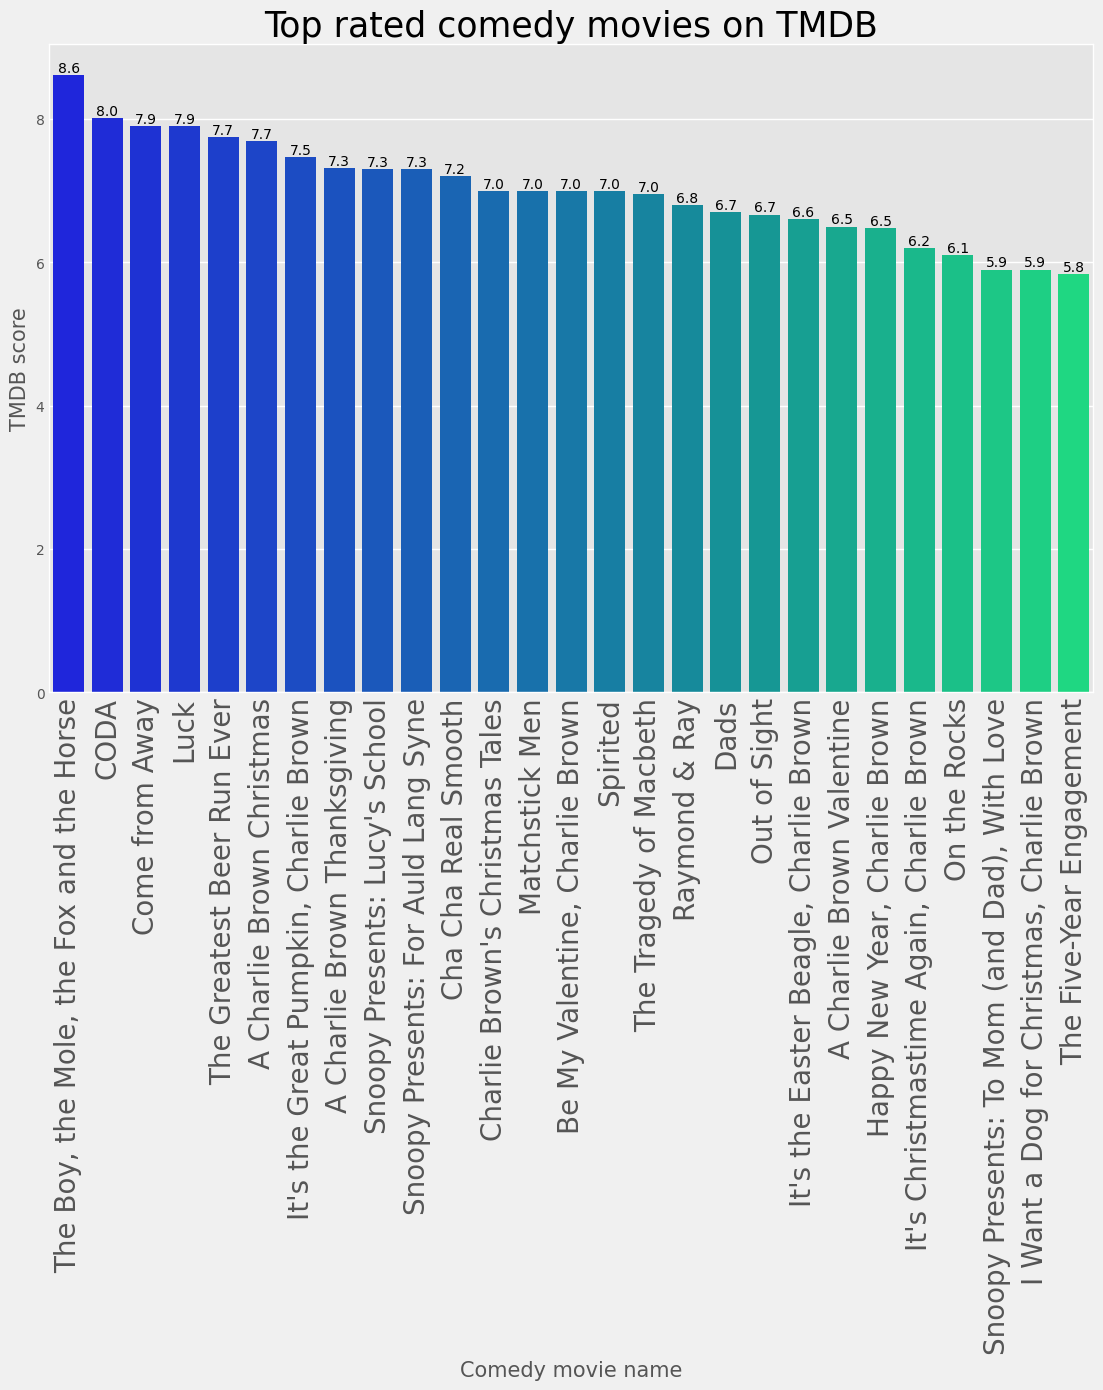 Top rated comedy movies on TMDB
8.6
8.0
7.9
7.9
7.7
7.7
7.5
7.3
7.3
7.3
7.2
7.0
7.0
7.0
7.0
7.0
6.8
6.7
6.7
6.6
6.5
6.5
6.2
6.1
5.9
5.9
5.8
TMDB score
8
6
4
2
0
The Boy, the Mole, the Fox and the Horse
CODA
Come from Away
Luck
The Greatest Beer Run Ever
A Charlie Brown Christmas
It's the Great Pumpkin, Charlie Brown
A Charlie Brown Thanksgiving
Snoopy Presents: Lucy's School
Snoopy Presents: For Auld Lang Syne
Cha Cha Real Smooth
Charlie Brown's Christmas Tales
Matchstick Men
Be My Valentine, Charlie Brown
Spirited
The Tragedy of Macbeth
Raymond & Ray
Dads
Out of Sight
It's the Easter Beagle, Charlie Brown
A Charlie Brown Valentine
Happy New Year, Charlie Brown
It's Christmastime Again, Charlie Brown
On the Rocks
Snoopy Presents: To Mom (and Dad), With Love
I Want a Dog for Christmas, Charlie Brown
The Five-Year Engagement
Comedy movie name